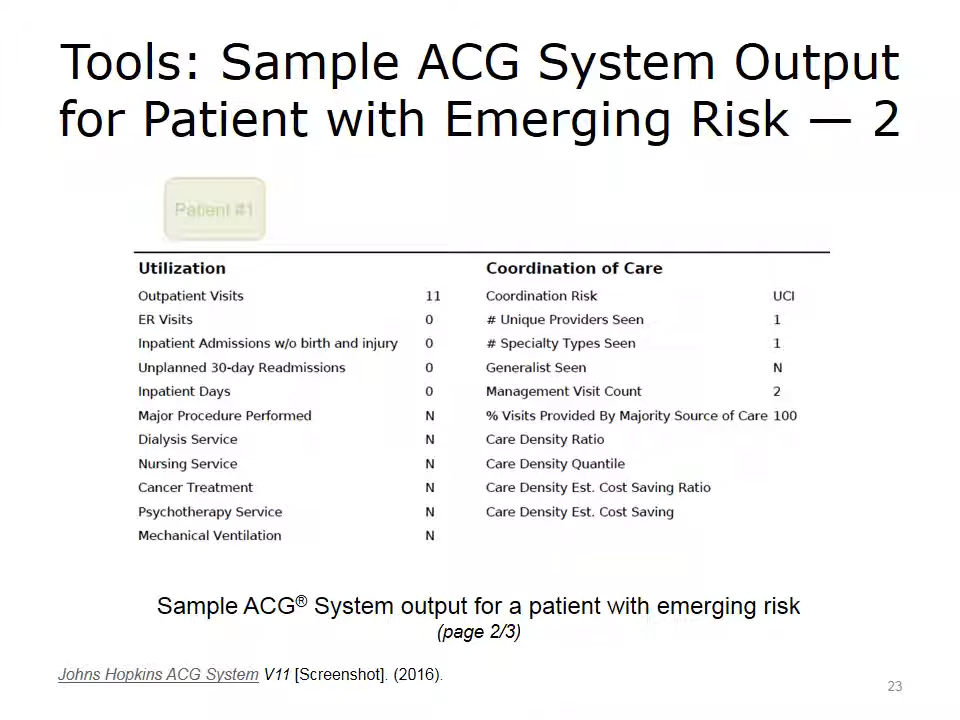 Tools: Sample ACG System Output
for Patient with Emerging Risk — 2
Patient #1
Utilization
Outpatient Visits 11
ER Visits 0
Inpatient Admissions w/o birth and injury 0
Unplanned 30-day Readmissions 0
Inpatient Days 0
Major Procedure Performed N
Dialysis Service N
Nursing Service N
Cancer Treatment N
Psychotherapy Service N
Mechanical Ventilation N
Coordination of Care
Coordination Risk UCI
# Unique Providers Seen 1
# Specialty Types Seen 1
Generalist Seen N
Management Visit Count 2
% Visits Provided By Majority Source of Care 100
Care Density Ratio
Care Density Quantile
Care Density Est. Cost Saving Ratio
Care Density Est. Cost Saving
Sample ACG® System output for a patient with emerging risk
(page 2/3)
Johns Hopkins ACG System V11 [Screenshot]. (2016).
23